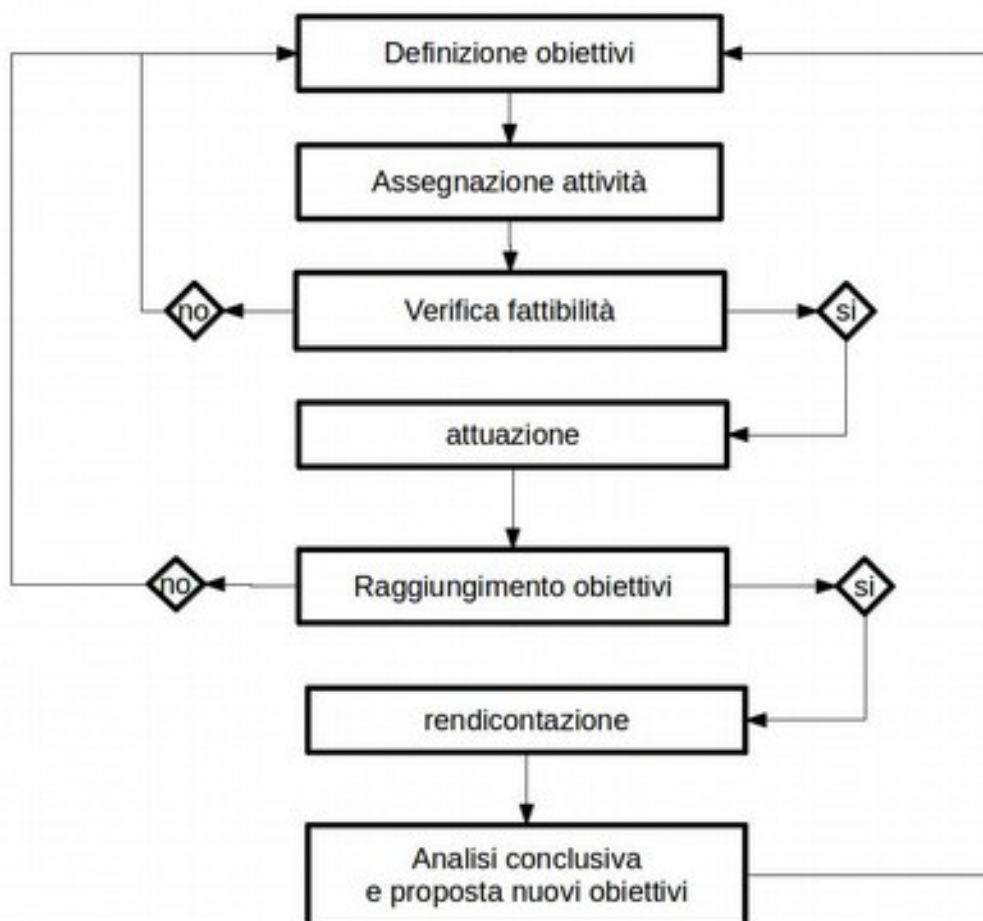 Definizione obiettivi
Assegnazione attività
Verifica fattibilità
no
si
attuazione
Raggiungimento obiettivi
no
si
rendicontazione
Analisi conclusiva
e proposta nuovi obiettivi